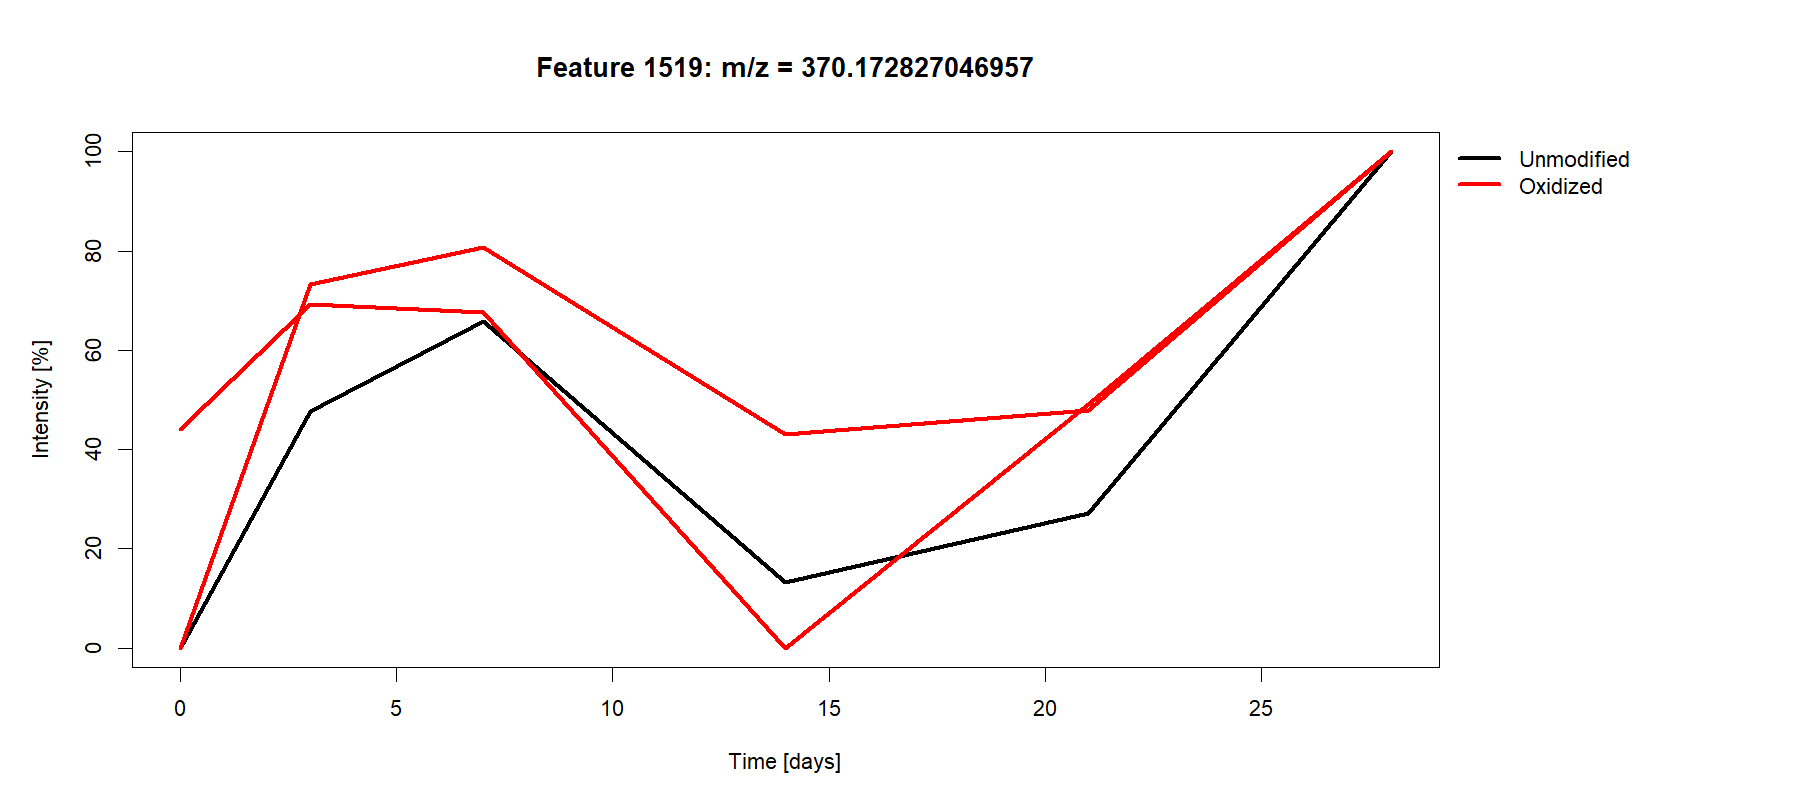 Feature 1519: m/z = 370.172827046957
100
80
60
40
20
0
Intensity [%]
Unmodified
Oxidized
0 5 10 15 20 25
Time [days]